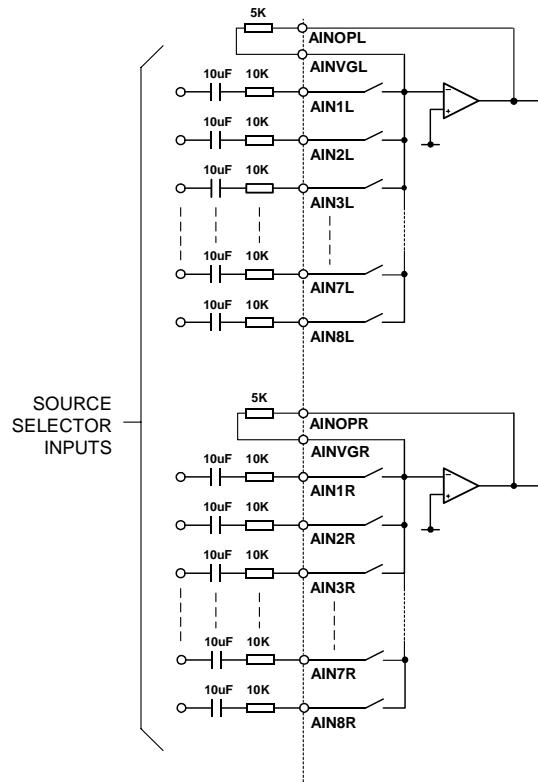 5K
AINOPL
AINVGL
10uF 10K
AIN1L
10uF 10K
AIN2L
10uF 10K
AIN3L
10uF 10K
AIN7L
10uF 10K
AIN8L
SOURCE
SELECTOR
INPUTS
5K
AINOPR
AINVGR
10uF 10K
AIN1R
10uF 10K
AIN2R
10uF 10K
AIN3R
10uF 10K
AIN7R
10uF 10K
AIN8R